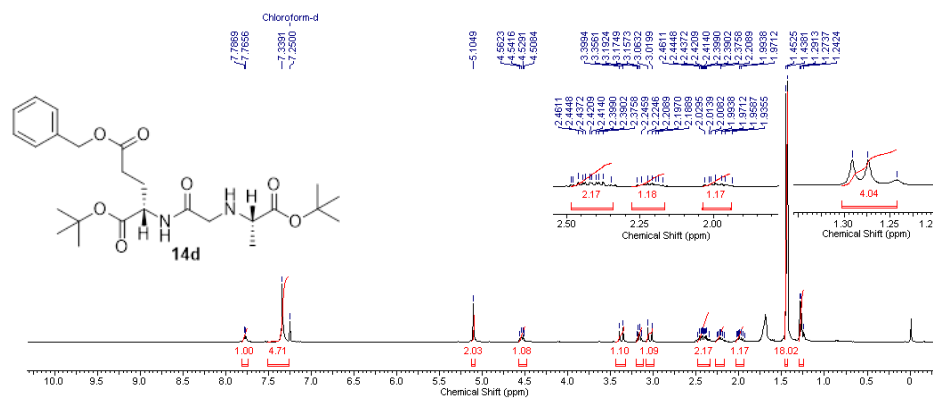 Chloroform-d
7.7869
7.7656
7.3391
7.2500
5.1049
4.5623
4.5416
4.5291
4.5084
3.3994
3.3561
3.1924
3.1749
3.1573
3.0632
3.0199
2.4611
2.4448
2.4372
2.4209
2.4140
2.3990
2.3902
2.3758
2.2089
1.9938
1.9712
1.4525
1.4381
1.2913
1.2737
1.2424
2.4611
2.4448
2.4372
2.4209
2.4140
2.3990
2.3902
2.3758
2.2459
2.2246
2.2089
2.1970
2.1889
2.0295
2.0139
2.0082
1.9938
1.9712
1.9587
1.9355
O
O
O
O
O
N
H
O
H
N
H
O
O
14d
2.17 1.18 1.17
2.50 2.25 2.00
Chemical Shift (ppm)
4.04
1.30 1.25
Chemical Shift (ppm)
1.00 4.71 2.03 1.08 1.10 1.09 2.17 1.17 18.02
10.0 9.5 9.0 8.5 8.0 7.5 7.0 6.5 6.0 5.5 5.0 4.5 4.0 3.5 3.0 2.5 2.0 1.5 1.0 0.5 0
Chemical Shift (ppm)